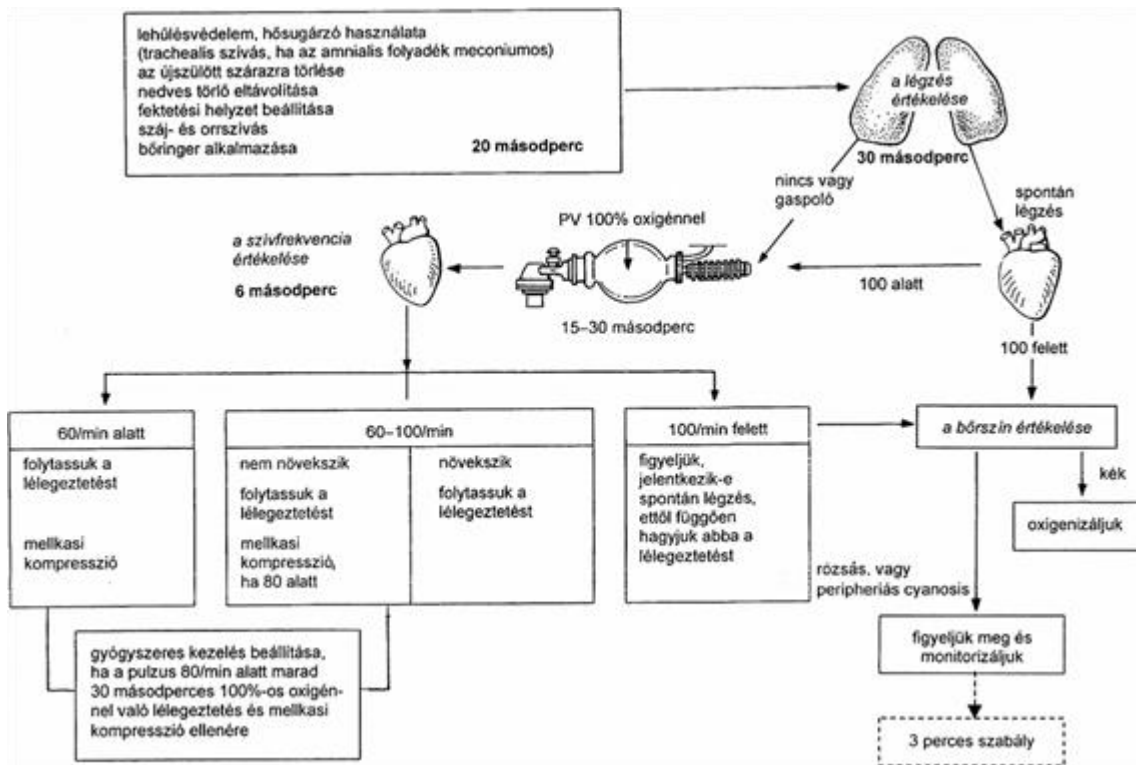 lehűlésvédelem, hősugárzó használata
(trachealis szívás, ha az amnialis folyadék meconiumos)
az újszülött szárazra törlése
nedves törlő eltávolítása
fektetési helyzet beállítása
száj- és orrszívás
bőringer alkalmazása
20 másodperc
a légzés
értékelése
30 másodperc
nincs vagy
gaspoló
spontán
légzés
PV 100% oxigénnel
15–30 másodperc
a szívfrekvencia
értékelése
6 másodperc
100 alatt
100 felett
60/min alatt
folytassuk a
lélegeztetést
mellkasi
kompresszió
60–100/min
nem növekszik
folytassuk a
lélegeztetést
mellkasi
kompresszió,
ha 80 alatt
növekszik
folytassuk a
lélegeztetést
100/min felett
figyeljük,
jelentkezik-e
spontán légzés,
ettől függően
hagyjuk abba a
lélegeztetést
a bőrszín értékelése
kék
oxigenizáljuk
rózsás, vagy
peripheriás cyanosis
figyeljük meg és
monitorizáljuk
3 perces szabály
gyógyszeres kezelés beállítása,
ha a pulzus 80/min alatt marad
30 másodperces 100%-os oxigén-
nel való lélegeztetés és mellkasi
kompresszió ellenére